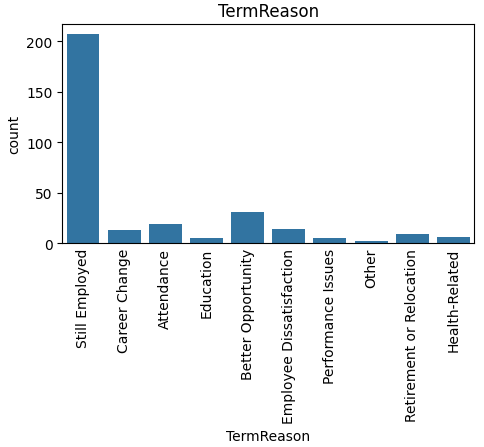 TermReason
200
150
100
50
0
count
Still Employed
Career Change
Attendance
Education
Better Opportunity
Employee Dissatisfaction
Performance Issues
Other
Retirement or Relocation
Health-Related
TermReason